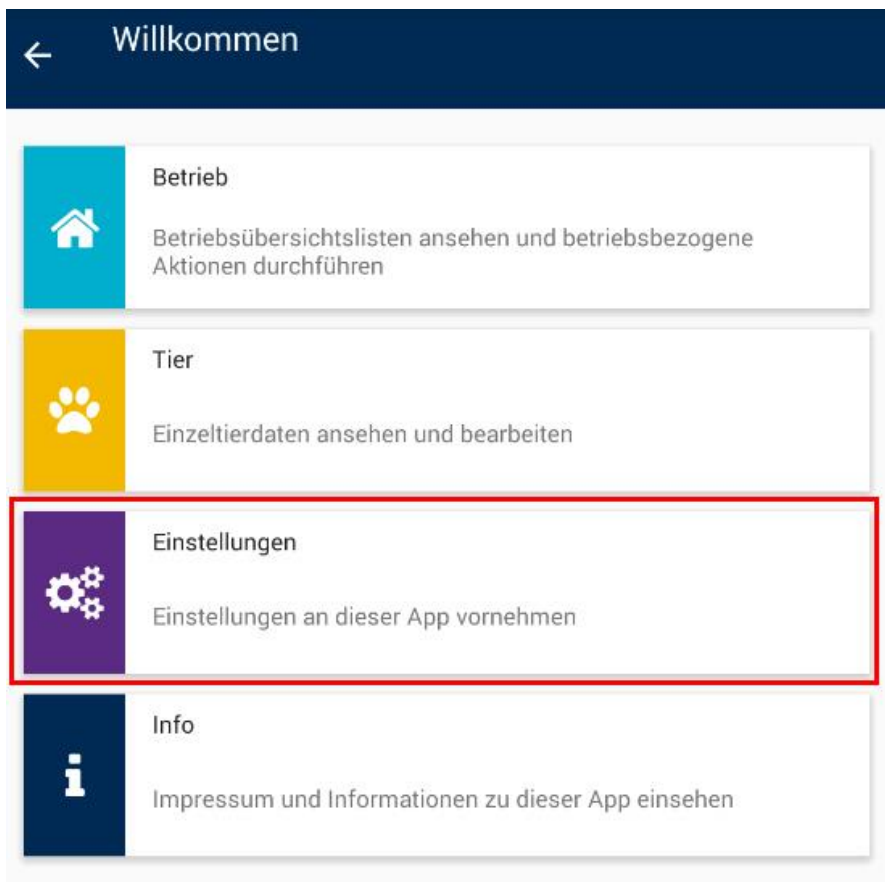 Willkommen
Betrieb
Betriebsübersichtslisten ansehen und betriebsbezogene
Aktionen durchführen
Tier
Einzeltierdaten ansehen und bearbeiten
Einstellungen
Einstellungen an dieser App vornehmen
Info
Impressum und Informationen zu dieser App einsehen